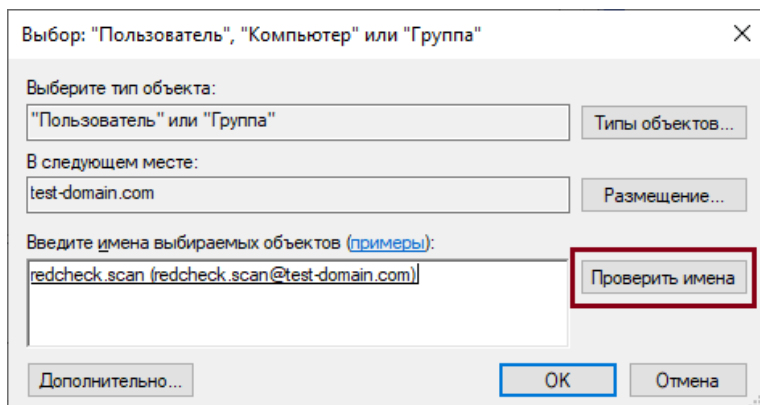 Выбор: "Пользователь", "Компьютер" или "Группа"
Выберите тип объекта:
"Пользователь" или "Группа"
Типы объектов...
В следующем месте:
test-domain.com
Размещение...
Введите имена выбираемых объектов (примеры):
redcheck.scan (redcheck.scan@test-domain.com)
Проверить имена
Дополнительно...
ОК
Отмена